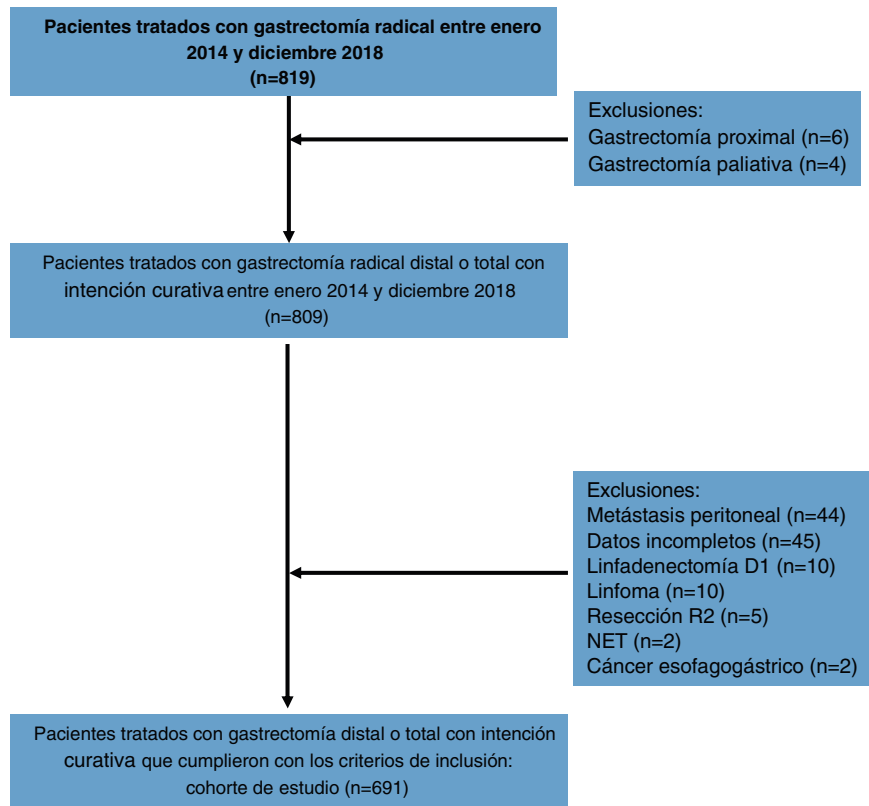 Pacientes tratados con gastrectomía radical entre enero
2014 y diciembre 2018
(n=819)
Exclusiones:
Gastrectomía proximal (n=6)
Gastrectomía paliativa (n=4)
Pacientes tratados con gastrectomía radical distal o total con
intención curativa entre enero 2014 y diciembre 2018
(n=809)
Exclusiones:
Metástasis peritoneal (n=44)
Datos incompletos (n=45)
Linfadenectomía D1 (n=10)
Linfoma (n=10)
Resección R2 (n=5)
NET (n=2)
Cáncer esofagogástrico (n=2)
Pacientes tratados con gastrectomía distal o total con intención
curativa que cumplieron con los criterios de inclusión:
cohorte de estudio (n=691)